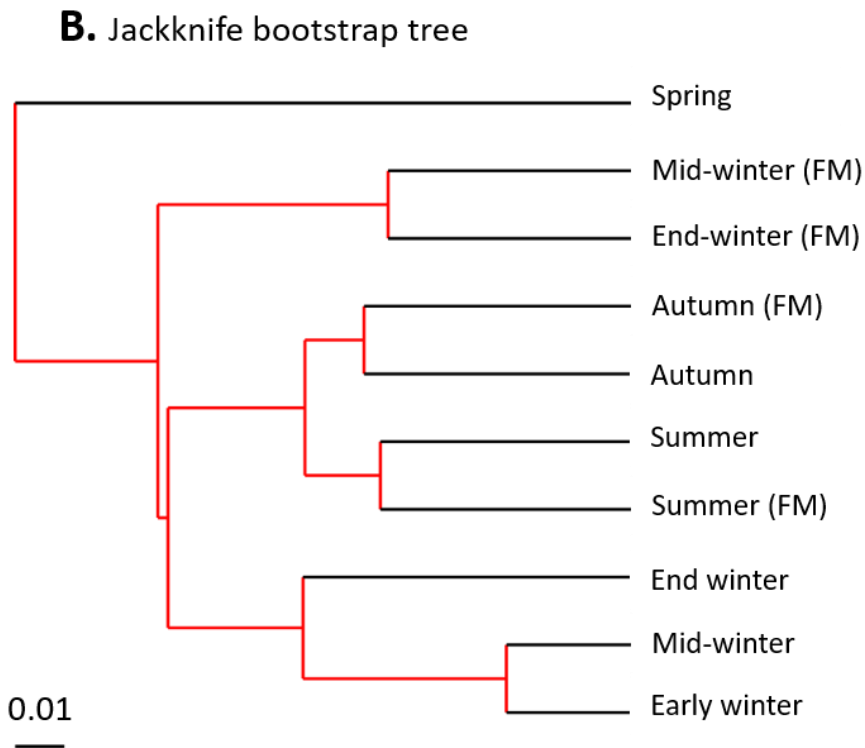 B. Jackknife bootstrap tree
Spring
Mid-winter (FM)
End-winter (FM)
Autumn (FM)
Autumn
Summer
Summer (FM)
End winter
Mid-winter
Early winter
0.01